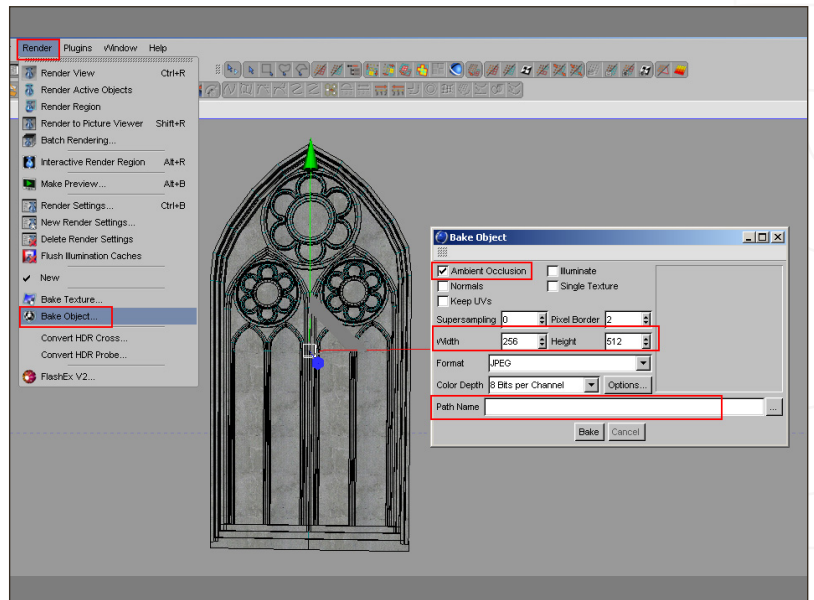 Render Plugins Window Help
Render View Ctrl+R
Render Active Objects
Render Region
Render to Picture Viewer Shift+R
Batch Rendering...
Interactive Render Region Alt+R
Make Preview... Alt+B
Render Settings... Ctrl+B
New Render Settings...
Delete Render Settings
Flush Illumination Caches
New
Bake Texture...
Bake Object...
Convert HDR Cross...
Convert HDR Probe...
FlashEx V2...
Bake Object
Ambient Occlusion Illuminate
Normals Single Texture
Keep UVs
Supersampling 0 Pixel Border 2
Width 256 Height 512
Format JPEG
Color Depth 8 Bits per Channel Options...
Path Name ...
Bake Cancel